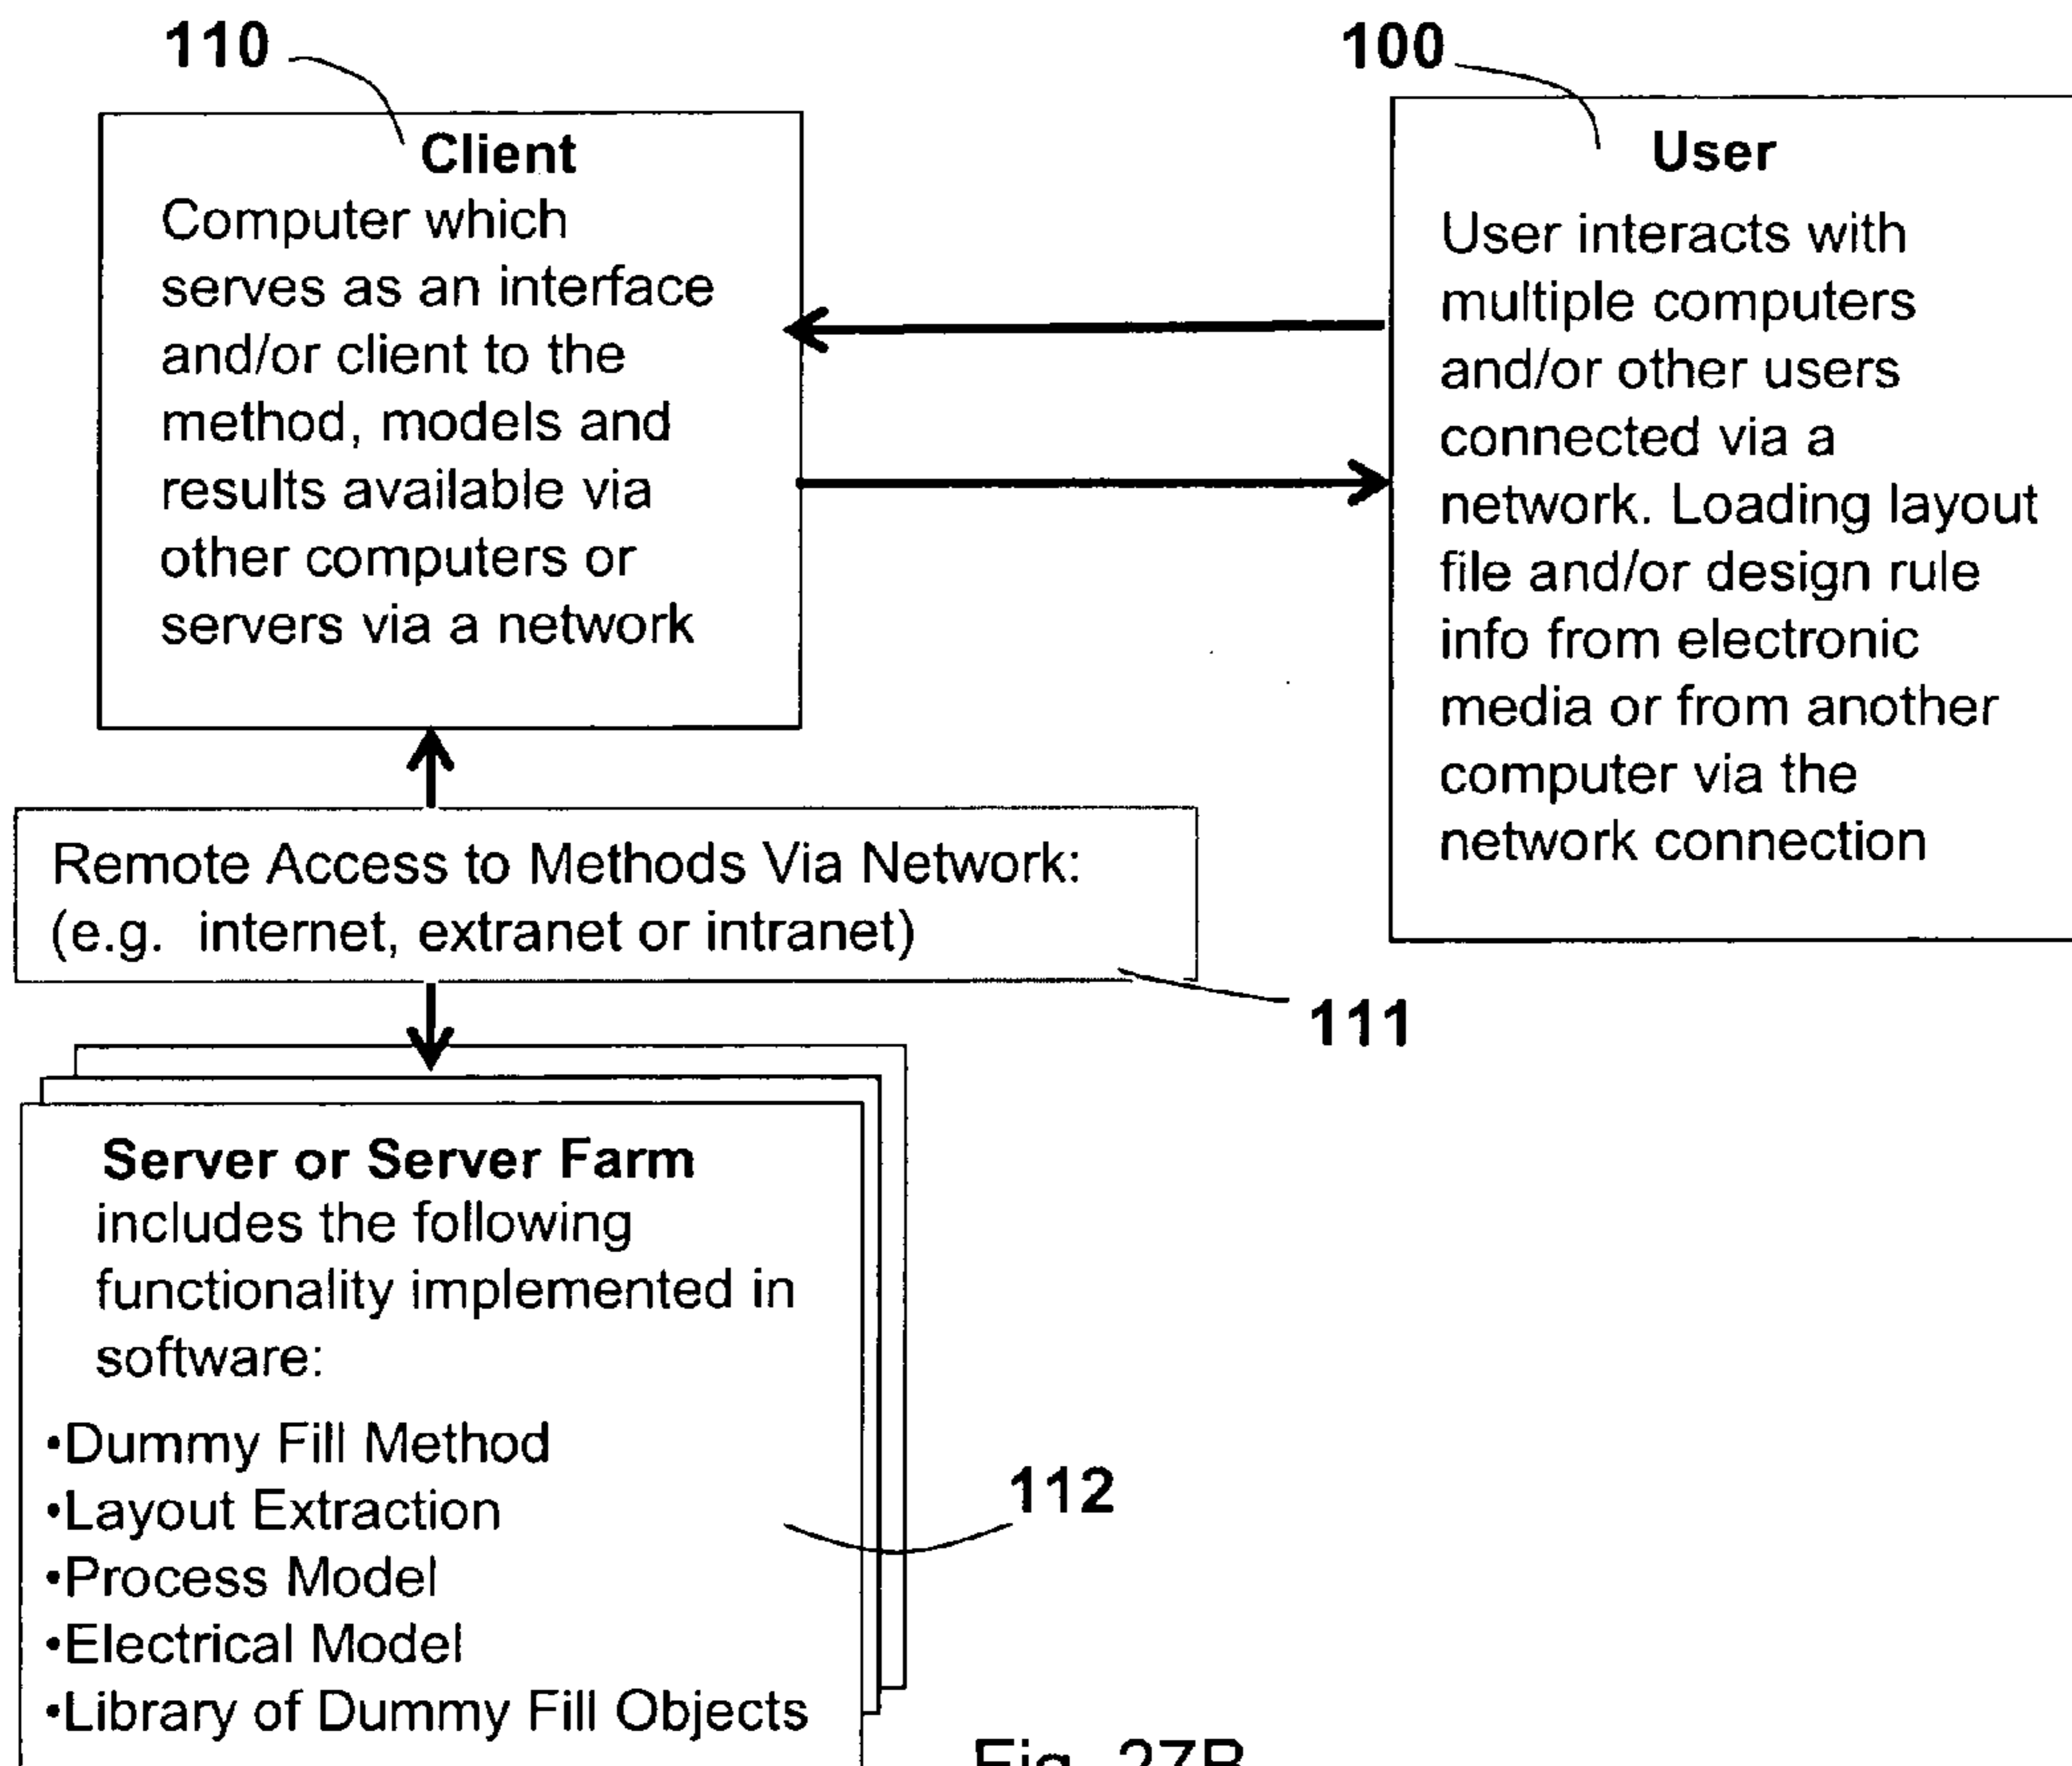 110
Client
Computer which
serves as an interface
and/or client to the
method, models and
results available via
other computers or
servers via a network
100
User
User interacts with
multiple computers
and/or other users
connected via a
network. Loading layout
file and/or design rule
info from electronic
media or from another
computer via the
network connection
Remote Access to Methods Via Network:
(e.g. internet, extranet or intranet)
111
Server or Server Farm
includes the following
functionality implemented in
software:
•Dummy Fill Method
•Layout Extraction
•Process Model
•Electrical Model
•Library of Dummy Fill Objects
112
Fig. 27B